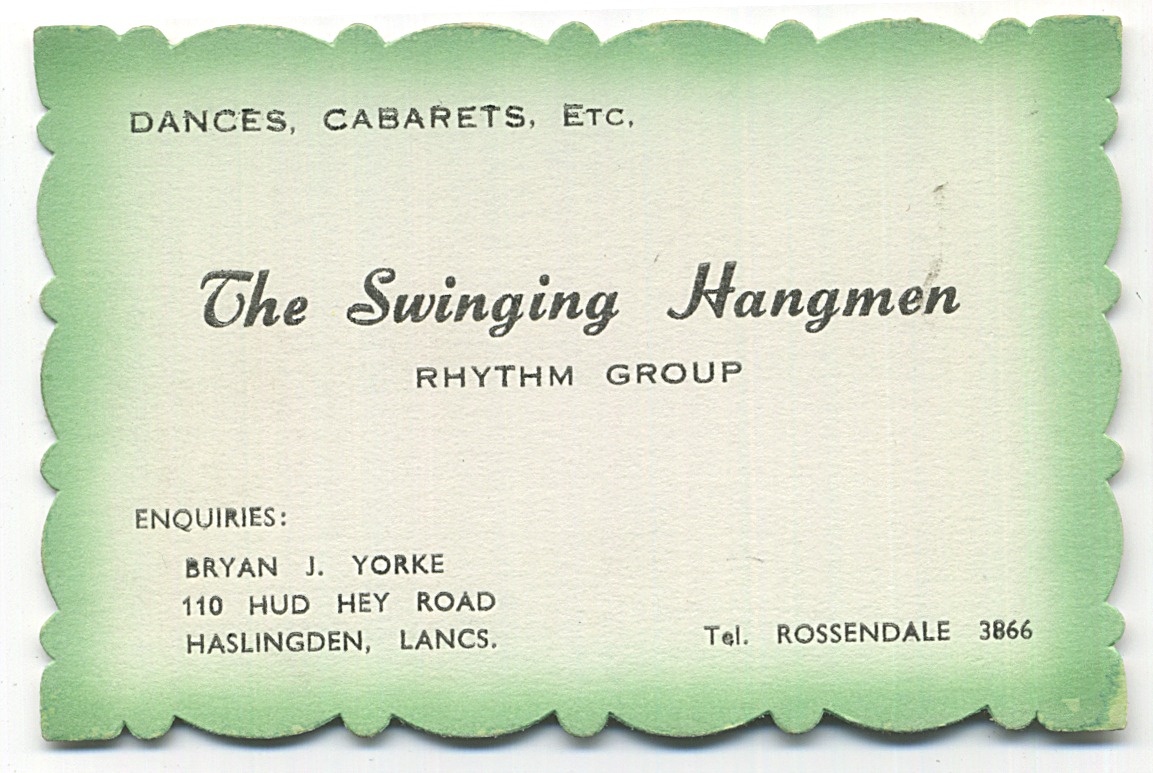 DANCES, CABARETS, ETC,
The Swinging Hangmen
RHYTHM GROUP
ENQUIRIES:
BRYAN J. YORKE
110 HUD HEY ROAD
HASLINGDEN, LANCS.
Tel. ROSSENDALE 3866